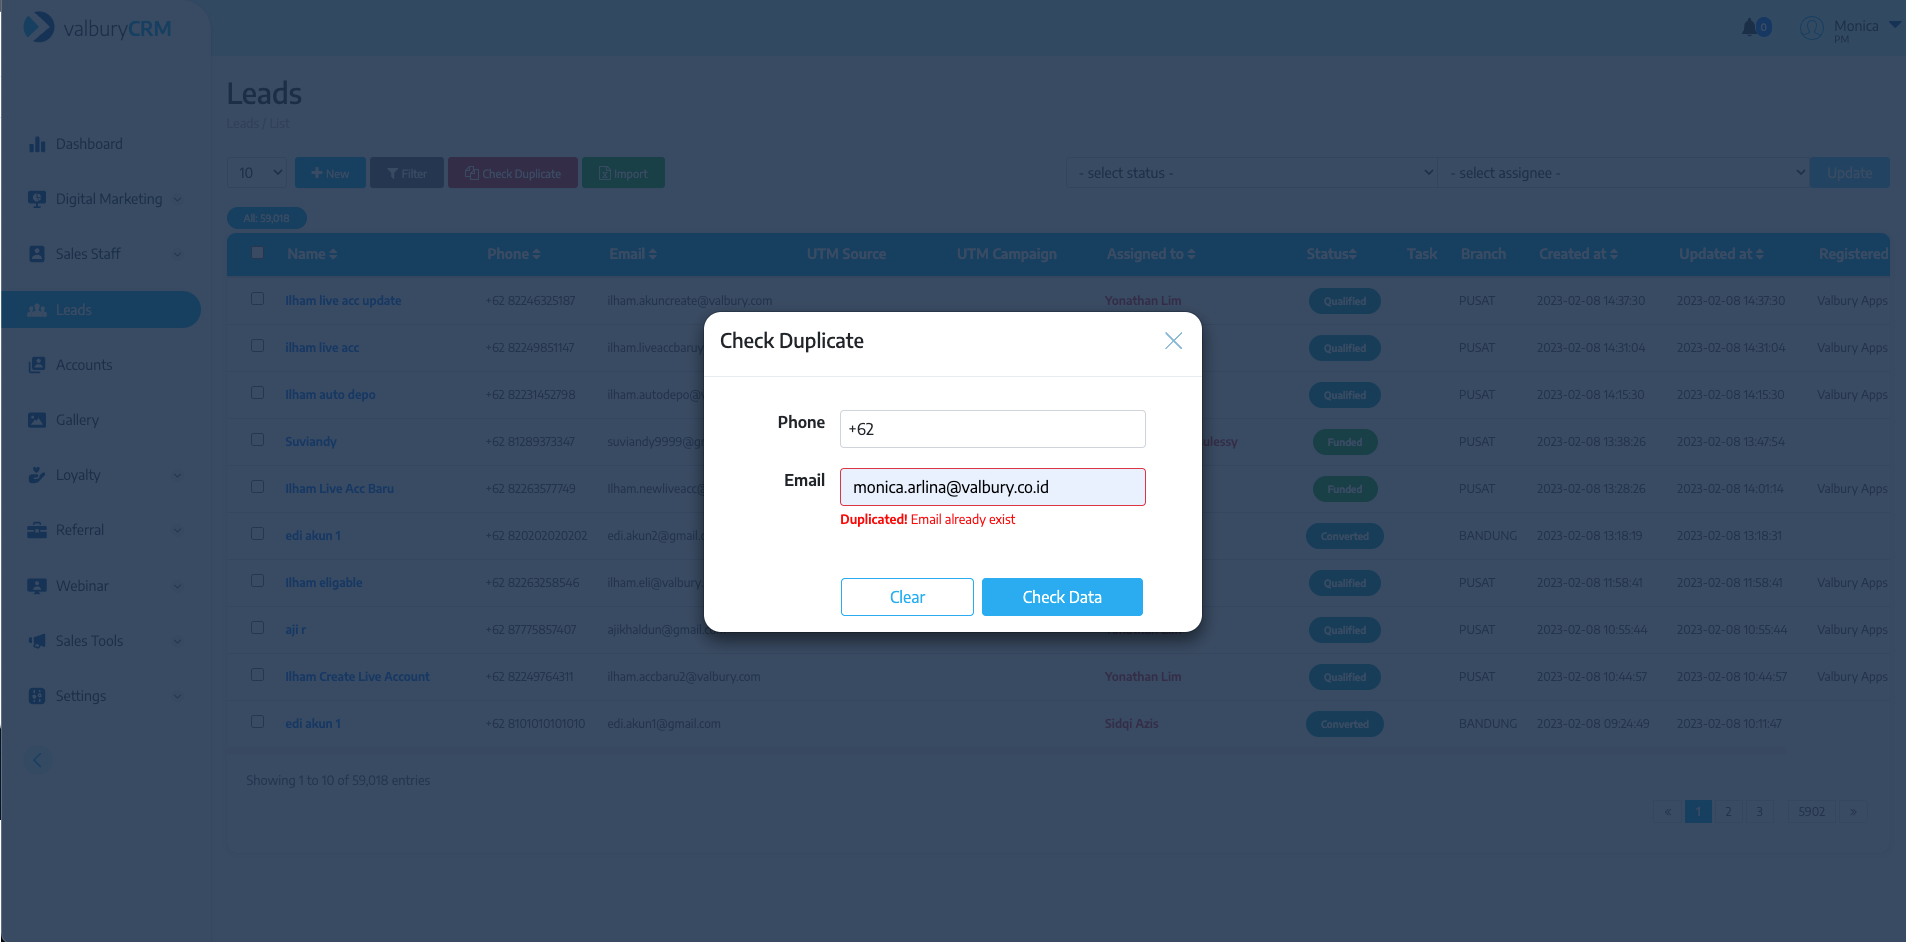 valburyCRM
0
Monica
PM
Leads
Leads / List
Dashboard
Digital Marketing
Sales Staff
Leads
Accounts
Gallery
Loyalty
Referral
Webinar
Sales Tools
Settings
10
New
Filter
Check Duplicate
Import
- select status -
- select assignee -
Update
All: 59,018
Name Phone Email UTM Source UTM Campaign Assigned to Status Task Branch Created at Updated at Registered
Ilham live acc update +62 82246325187 ilham.akuncreate@valbury.com Yonathan Lim Qualified PUSAT 2023-02-08 14:37:30 2023-02-08 14:37:30 Valbury Apps
ilham live acc +62 82249851147 ilham.liveaccbaruy Qualified PUSAT 2023-02-08 14:31:04 2023-02-08 14:31:04 Valbury Apps
Ilham auto depo +62 82231452798 ilham.autodepo@ Qualified PUSAT 2023-02-08 14:15:30 2023-02-08 14:15:30 Valbury Apps
Suviandy +62 81289373347 suviandy9999@g ulessy Funded PUSAT 2023-02-08 13:38:26 2023-02-08 13:47:54
Ilham Live Acc Baru +62 82263577749 Ilham.newliveacc@ Funded PUSAT 2023-02-08 13:28:26 2023-02-08 14:01:14 Valbury Apps
edi akun 1 +62 820202020202 edi.akun2@gmail. Converted BANDUNG 2023-02-08 13:18:19 2023-02-08 13:18:31
Ilham eligable +62 82263258546 ilham.eli@valbury. Qualified PUSAT 2023-02-08 11:58:41 2023-02-08 11:58:41 Valbury Apps
aji r +62 87775857407 ajikhaldun@gmail.c Qualified PUSAT 2023-02-08 10:55:44 2023-02-08 10:55:44 Valbury Apps
Ilham Create Live Account +62 82249764311 ilham.accbaru2@valbury.com Yonathan Lim Qualified PUSAT 2023-02-08 10:44:57 2023-02-08 10:44:57 Valbury Apps
edi akun 1 +62 8101010101010 edi.akun1@gmail.com Sidqi Azis Converted BANDUNG 2023-02-08 09:24:49 2023-02-08 10:11:47
Showing 1 to 10 of 59,018 entries
« 1 2 3 5902 »
Check Duplicate
Phone +62
Email monica.arlina@valbury.co.id
Duplicated! Email already exist
Clear Check Data